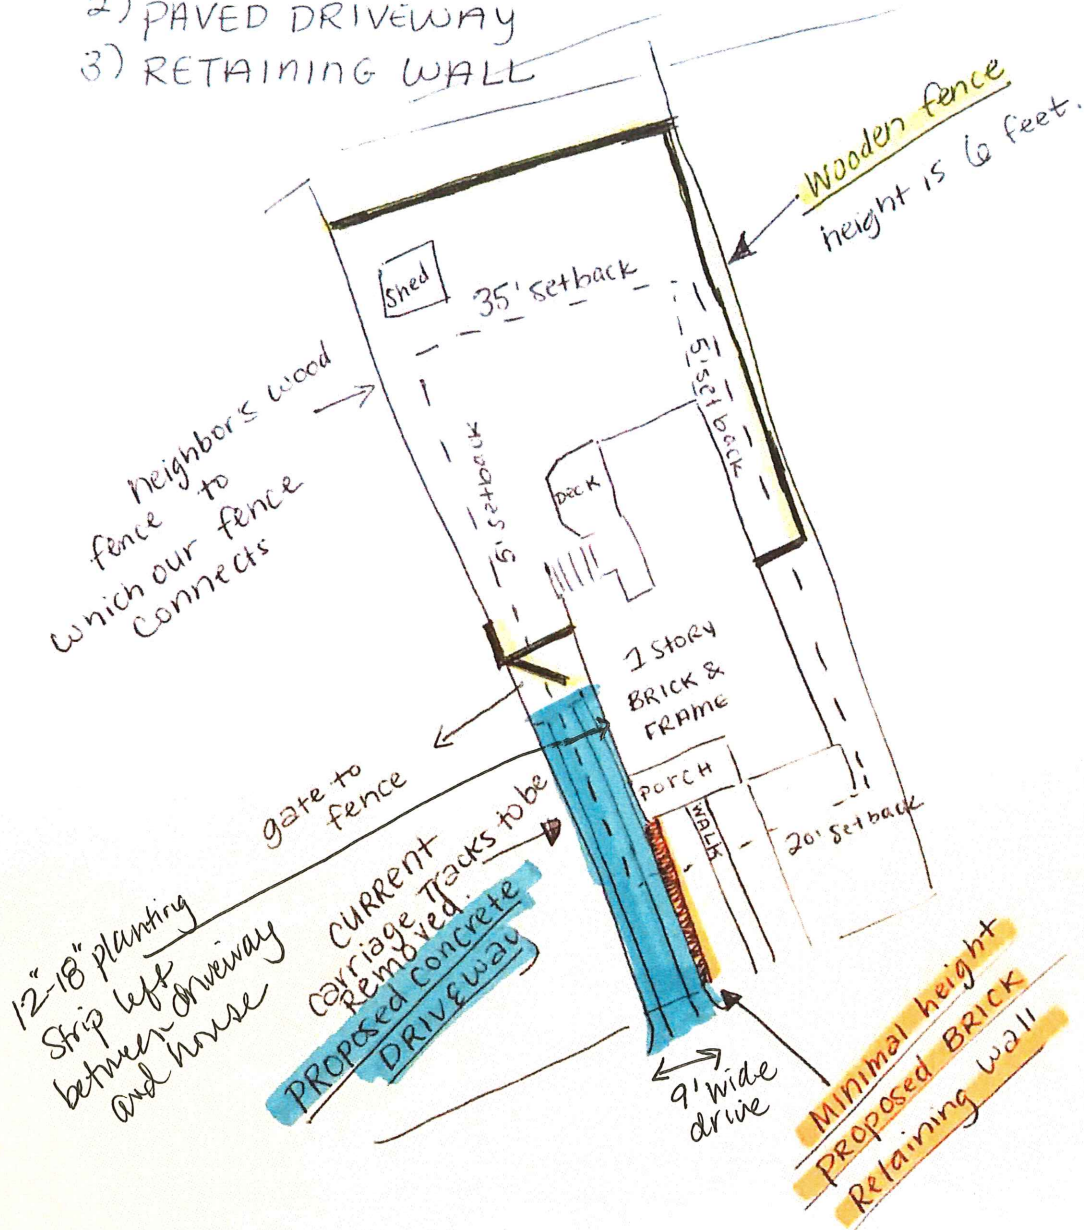 2) PAVED DRIVEWAY
3) RETAINING WALL
Wooden fence
height is 6 feet.
Shed
35' setback
5' setback
neighbor's wood
fence to
which our fence
connects
5' setback
DECK
1 STORY
BRICK &
FRAME
gate to
fence
PORCH
WALK
20' setback
12"-18" planting
strip left
between driveway
and house
CURRENT
carriage Tracks to be
Removed.
PROPOSED CONCRETE
DRIVEWAY
9' wide
drive
Minimal height
PROPOSED BRICK
Retaining wall